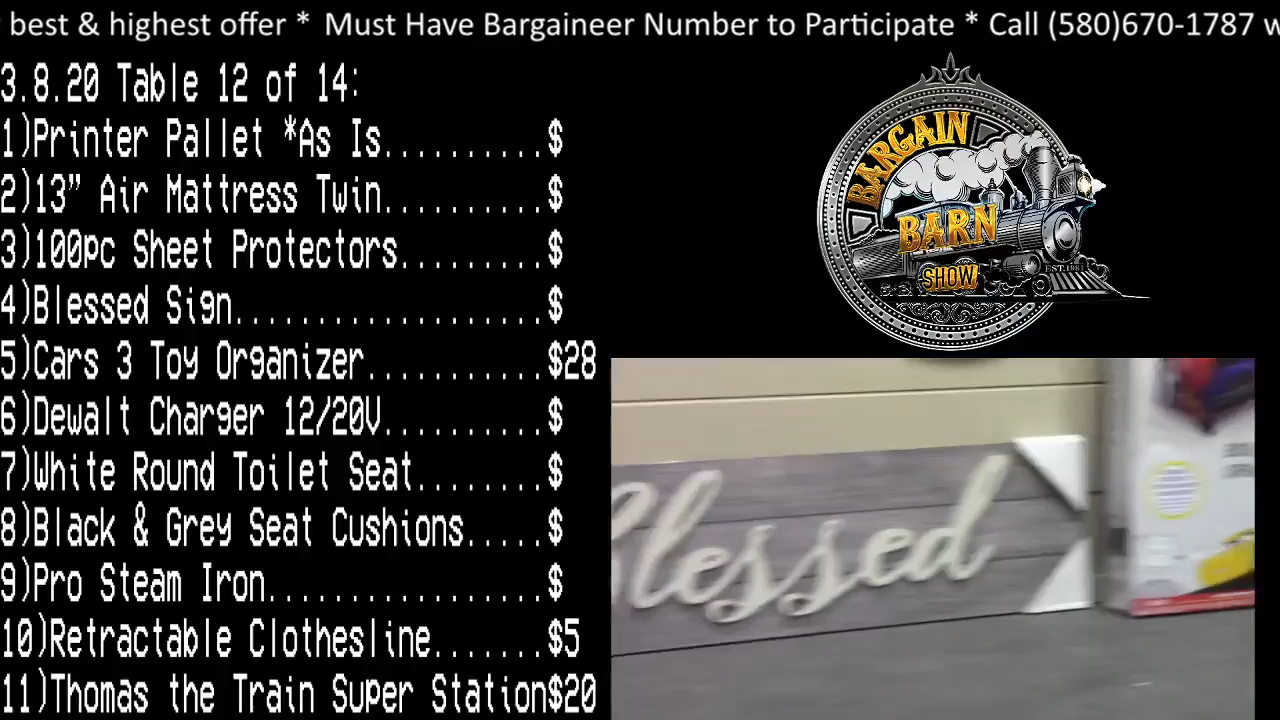 best & highest offer * Must Have Bargaineer Number to Participate * Call (580)670-1787 w
3.8.20 Table 12 of 14:
1)Printer Pallet *As Is..........$
2)13" Air Mattress Twin..........$
3)100pc Sheet Protectors.........$
4)Blessed Sign...................$
5)Cars 3 Toy Organizer...........$28
6)Dewalt Charger 12/20V..........$
7)White Round Toilet Seat........$
8)Black & Grey Seat Cushions.....$
9)Pro Steam Iron.................$
10)Retractable Clothesline.......$5
11)Thomas the Train Super Station$20
BARGAIN
BARN
SHOW
Blessed